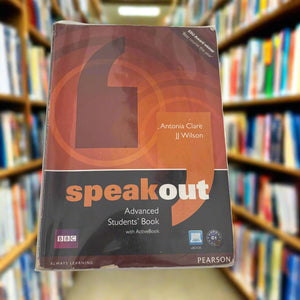 Antonia Clare
JJ Wilson
speakout
Advanced
Students' Book
with ActiveBook
BBC
ALWAYS LEARNING
PEARSON